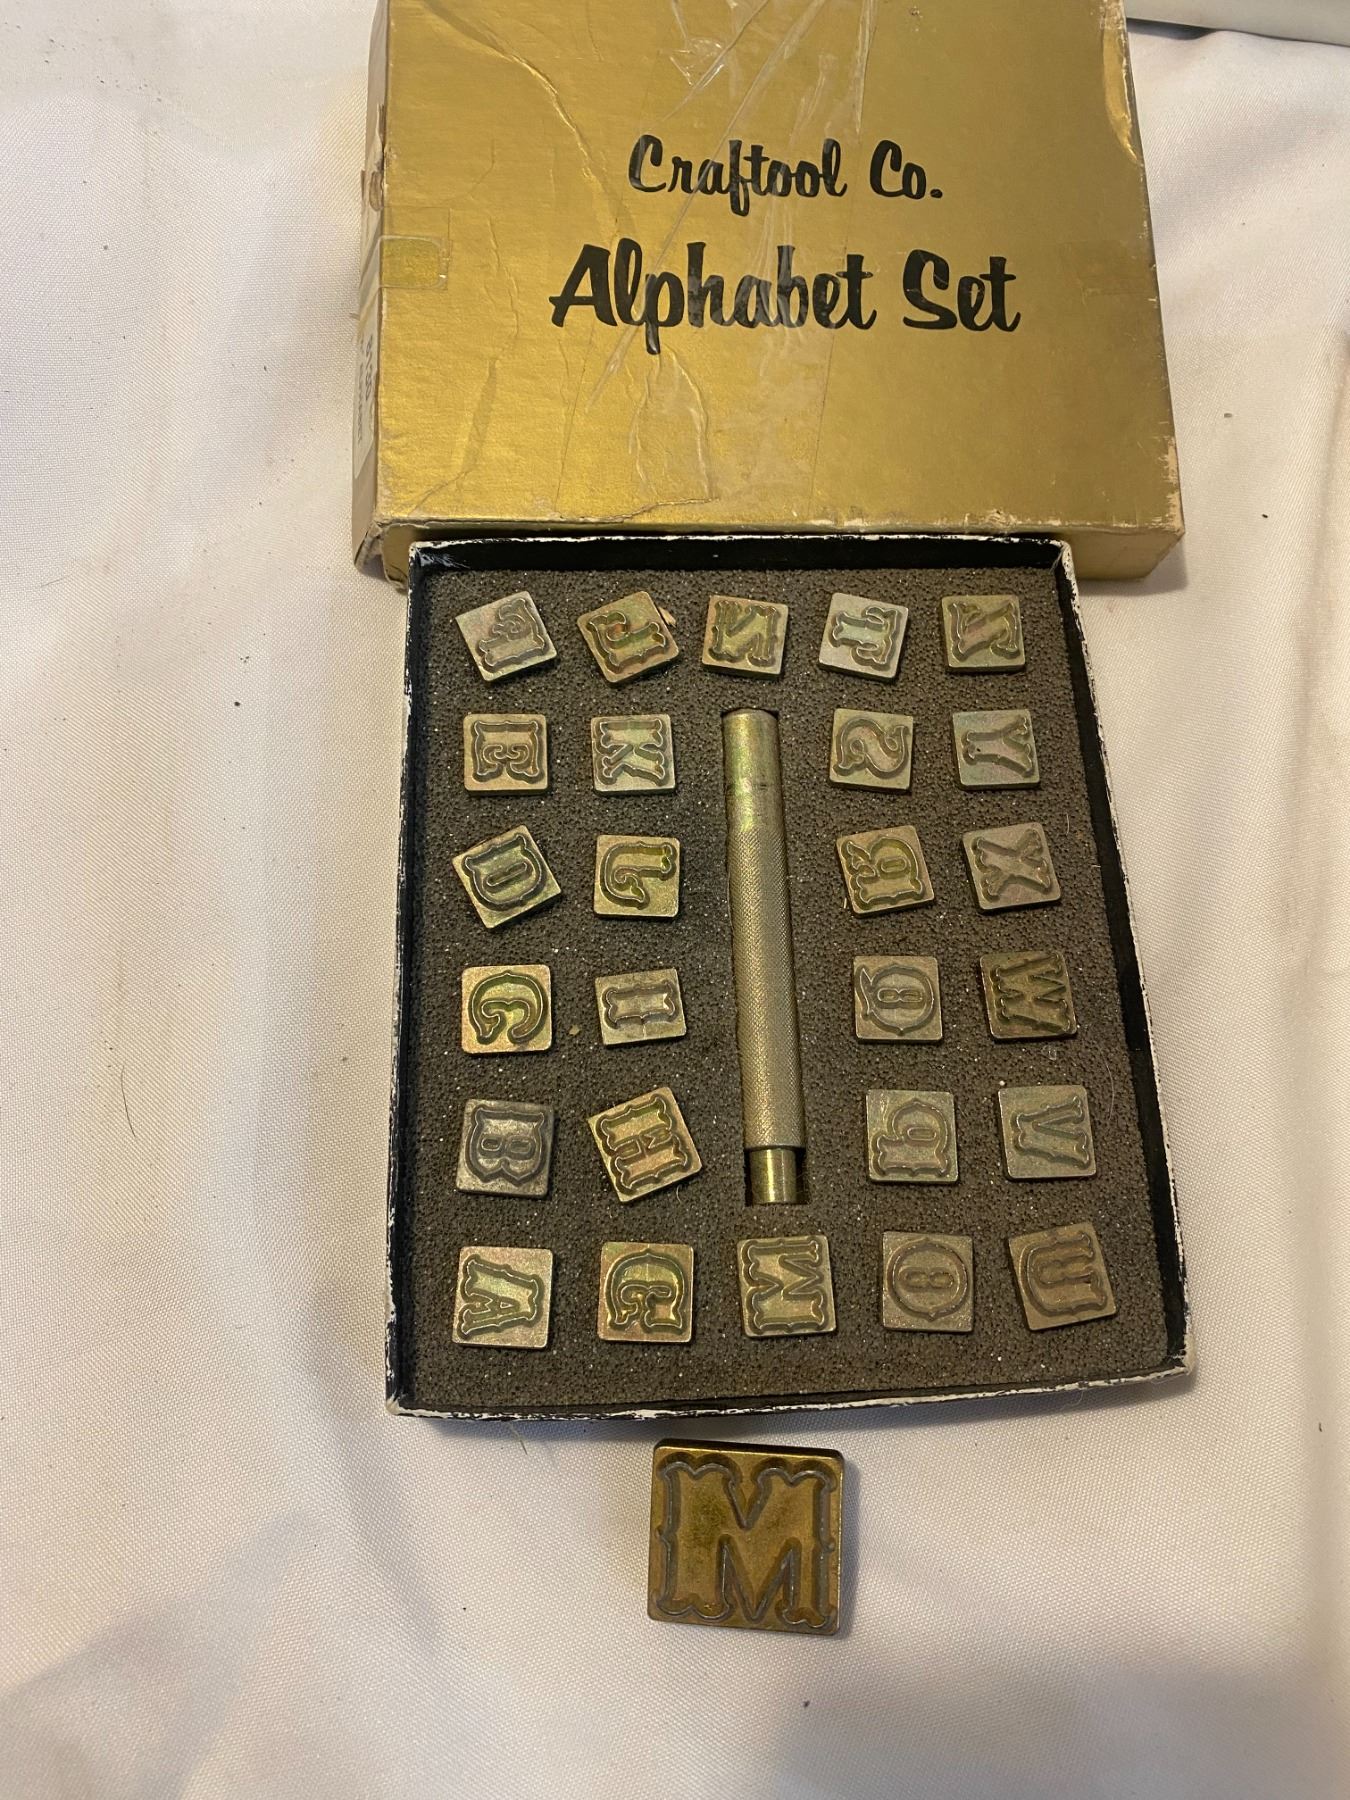 Craftool Co.
Alphabet Set
F J N T Z
E K S Y
D L R X
C I Q W
B H P V
A G M O U
M